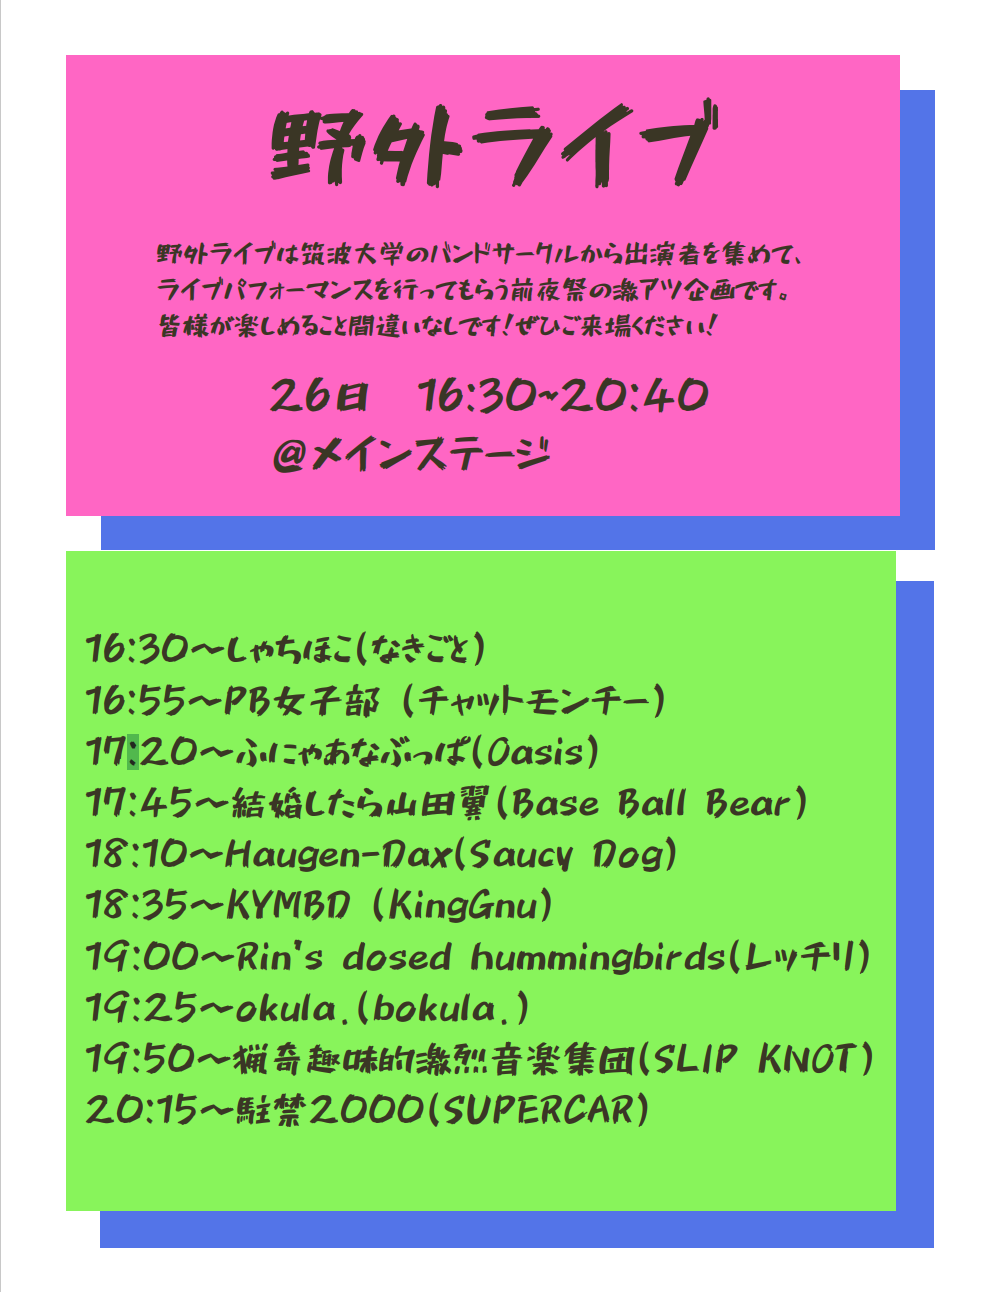 野外ライブ
野外ライブは筑波大学のバンドサークルから出演者を集めて、
ライブパフォーマンスを行ってもらう前夜祭の激アツ企画です。
皆様が楽しめること間違いなしです！ぜひご来場ください！
26日　16:30~20:40
@メインステージ
16:30～しゃちほこ(なきごと)
16:55～PB女子部 (チャットモンチー)
17:20～ふにゃあなぶっぱ(Oasis)
17:45～結婚したら山田翼(Base Ball Bear)
18:10～Haugen-Dax(Saucy Dog)
18:35～KYMBD (KingGnu)
19:00～Rin's dosed hummingbirds(レッチリ)
19:25～okula.(bokula.)
19:50～猟奇趣味的激烈音楽集団(SLIP KNOT)
20:15～駐禁2000(SUPERCAR)